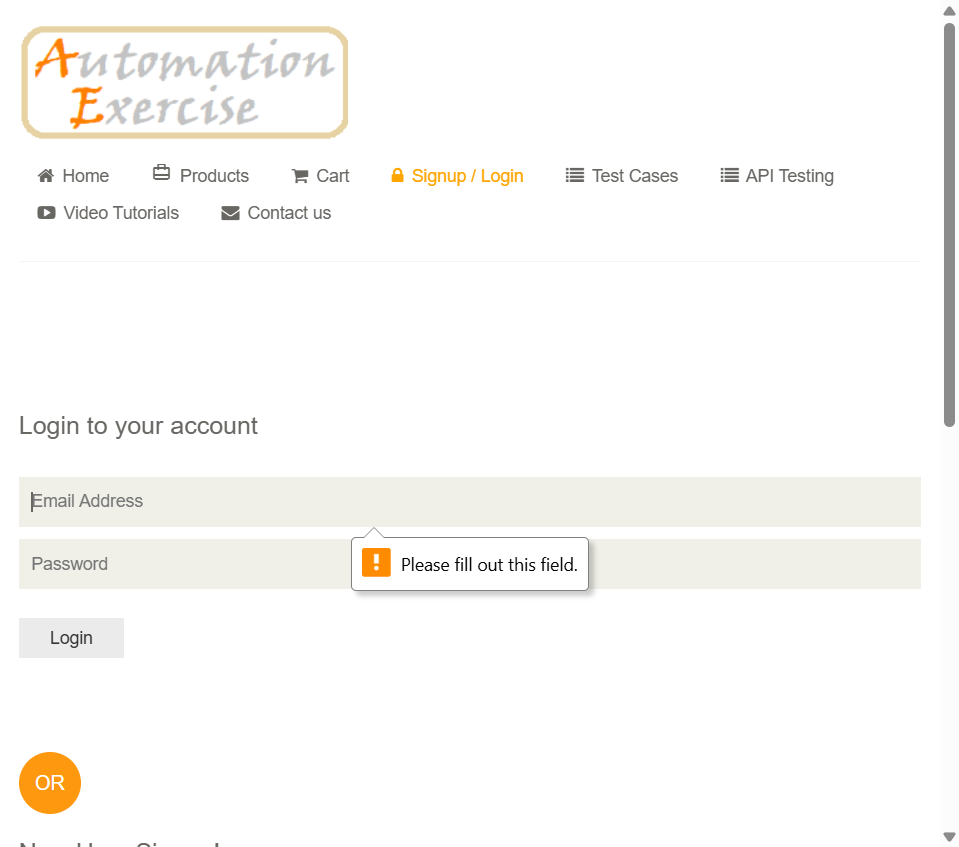 Automation
Exercise
Home Products Cart Signup / Login Test Cases API Testing
Video Tutorials Contact us
Login to your account
Email Address
Password
Please fill out this field.
Login
OR